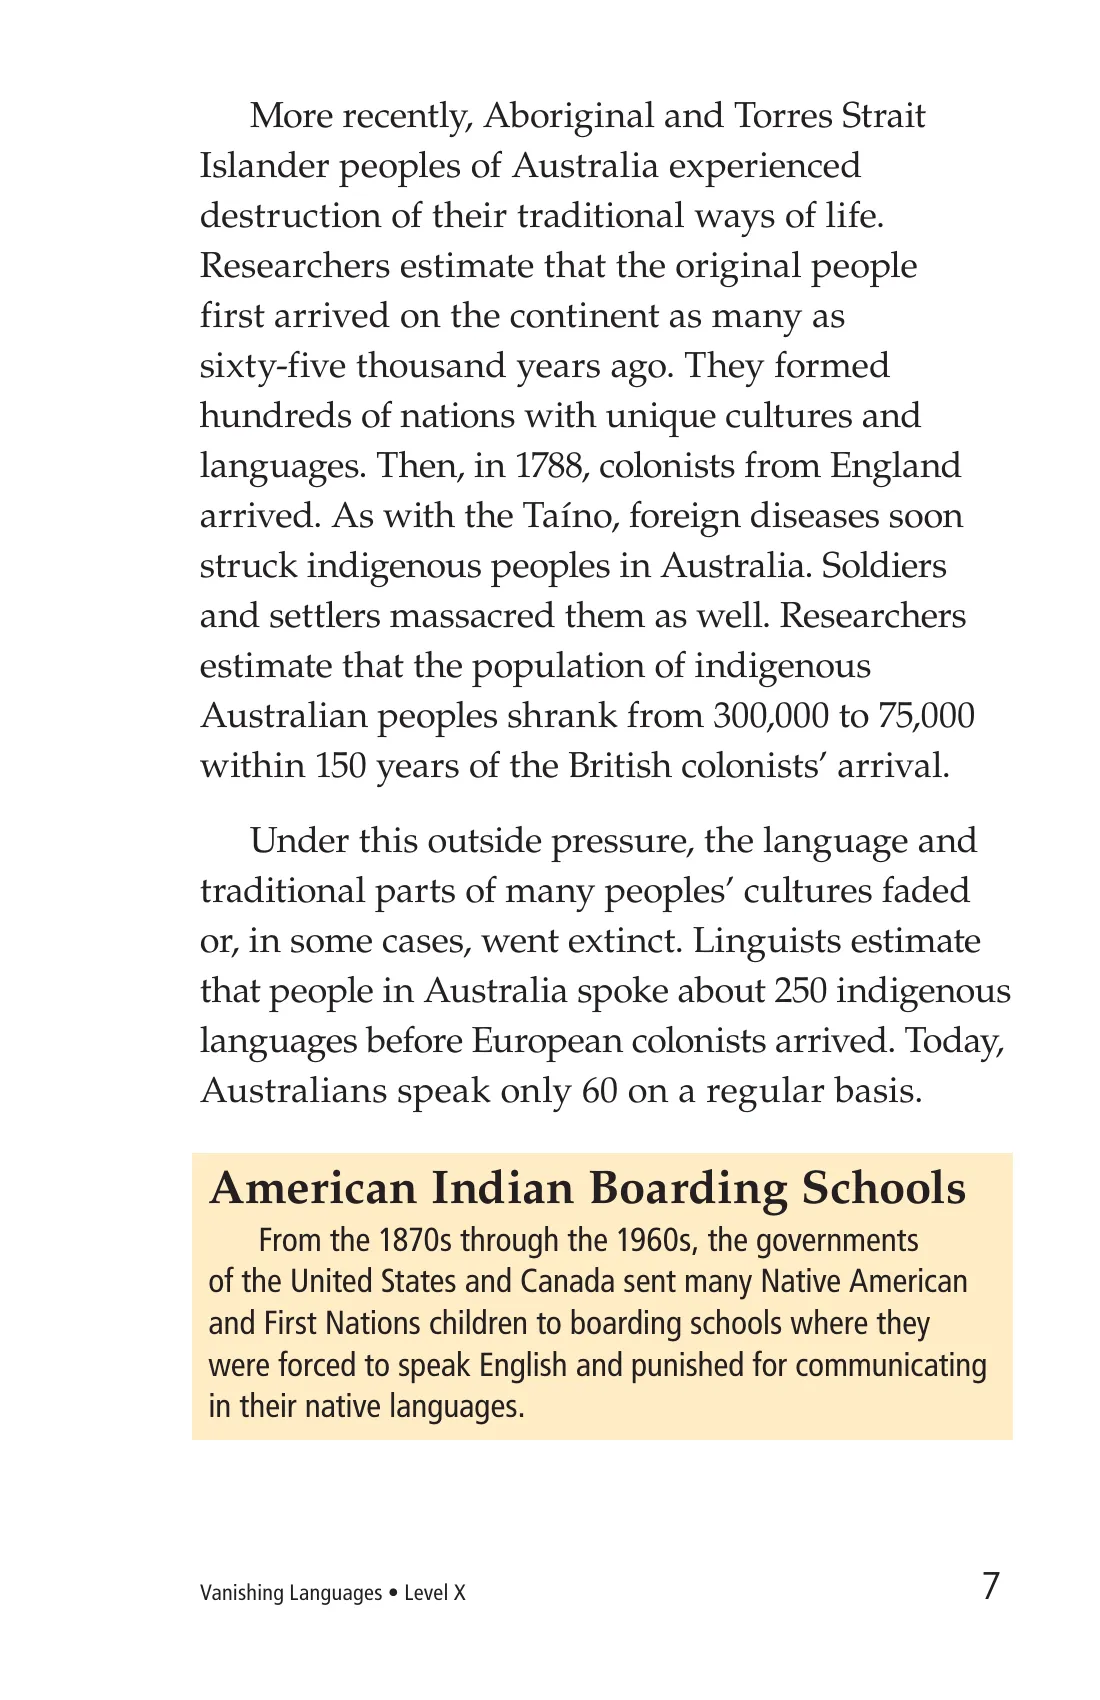 More recently, Aboriginal and Torres Strait
Islander peoples of Australia experienced
destruction of their traditional ways of life.
Researchers estimate that the original people
first arrived on the continent as many as
sixty-five thousand years ago. They formed
hundreds of nations with unique cultures and
languages. Then, in 1788, colonists from England
arrived. As with the Taíno, foreign diseases soon
struck indigenous peoples in Australia. Soldiers
and settlers massacred them as well. Researchers
estimate that the population of indigenous
Australian peoples shrank from 300,000 to 75,000
within 150 years of the British colonists’ arrival.
Under this outside pressure, the language and
traditional parts of many peoples’ cultures faded
or, in some cases, went extinct. Linguists estimate
that people in Australia spoke about 250 indigenous
languages before European colonists arrived. Today,
Australians speak only 60 on a regular basis.
American Indian Boarding Schools
From the 1870s through the 1960s, the governments
of the United States and Canada sent many Native American
and First Nations children to boarding schools where they
were forced to speak English and punished for communicating
in their native languages.
Vanishing Languages • Level X
7